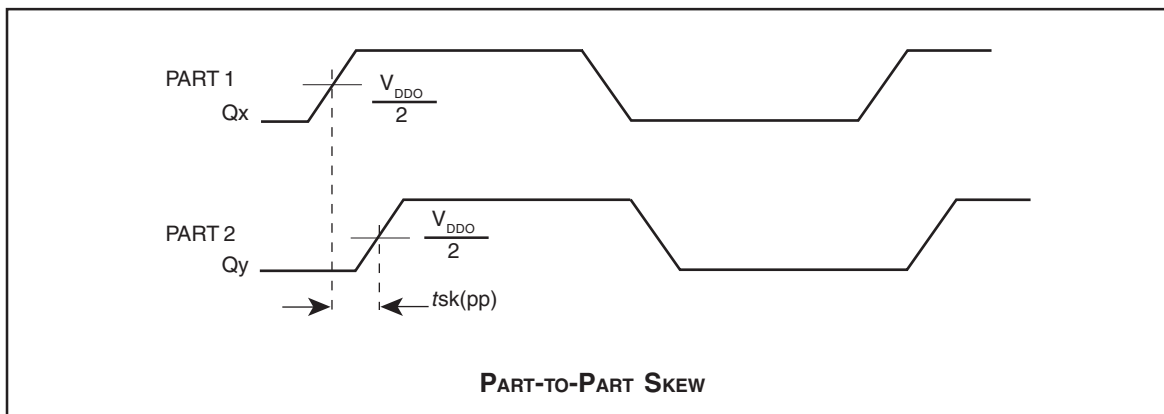 PART 1
V_DDO
2
Qx
PART 2
V_DDO
2
Qy
tsk(pp)
PART-TO-PART SKEW